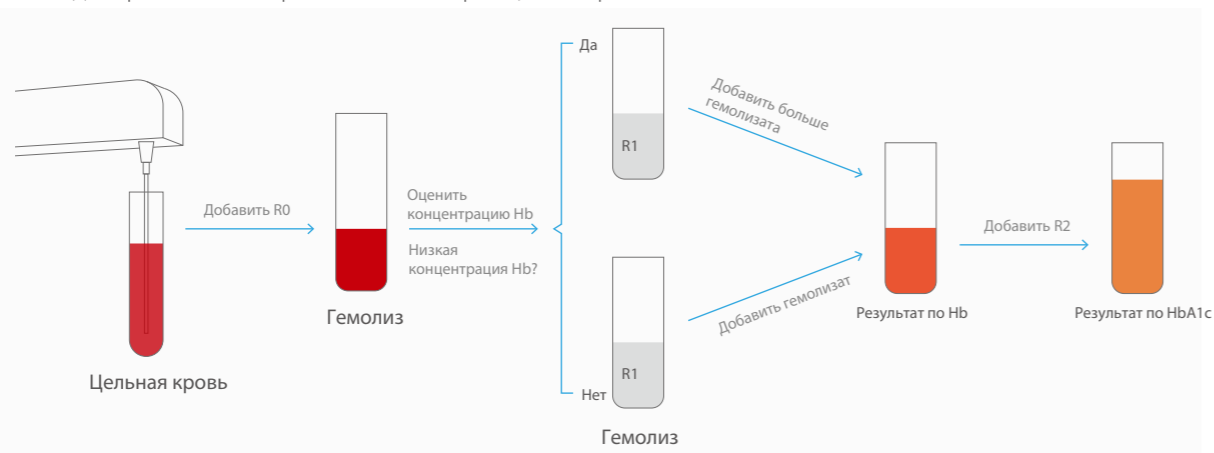 Да
R1
Добавить больше
гемолизата
Добавить R0
Оценить
концентрацию Hb
Низкая
концентрация Hb?
Добавить R2
R1
Добавить гемолизат
Нет
Гемолиз
Цельная кровь
Гемолиз
Результат по Hb
Результат по HbA1c